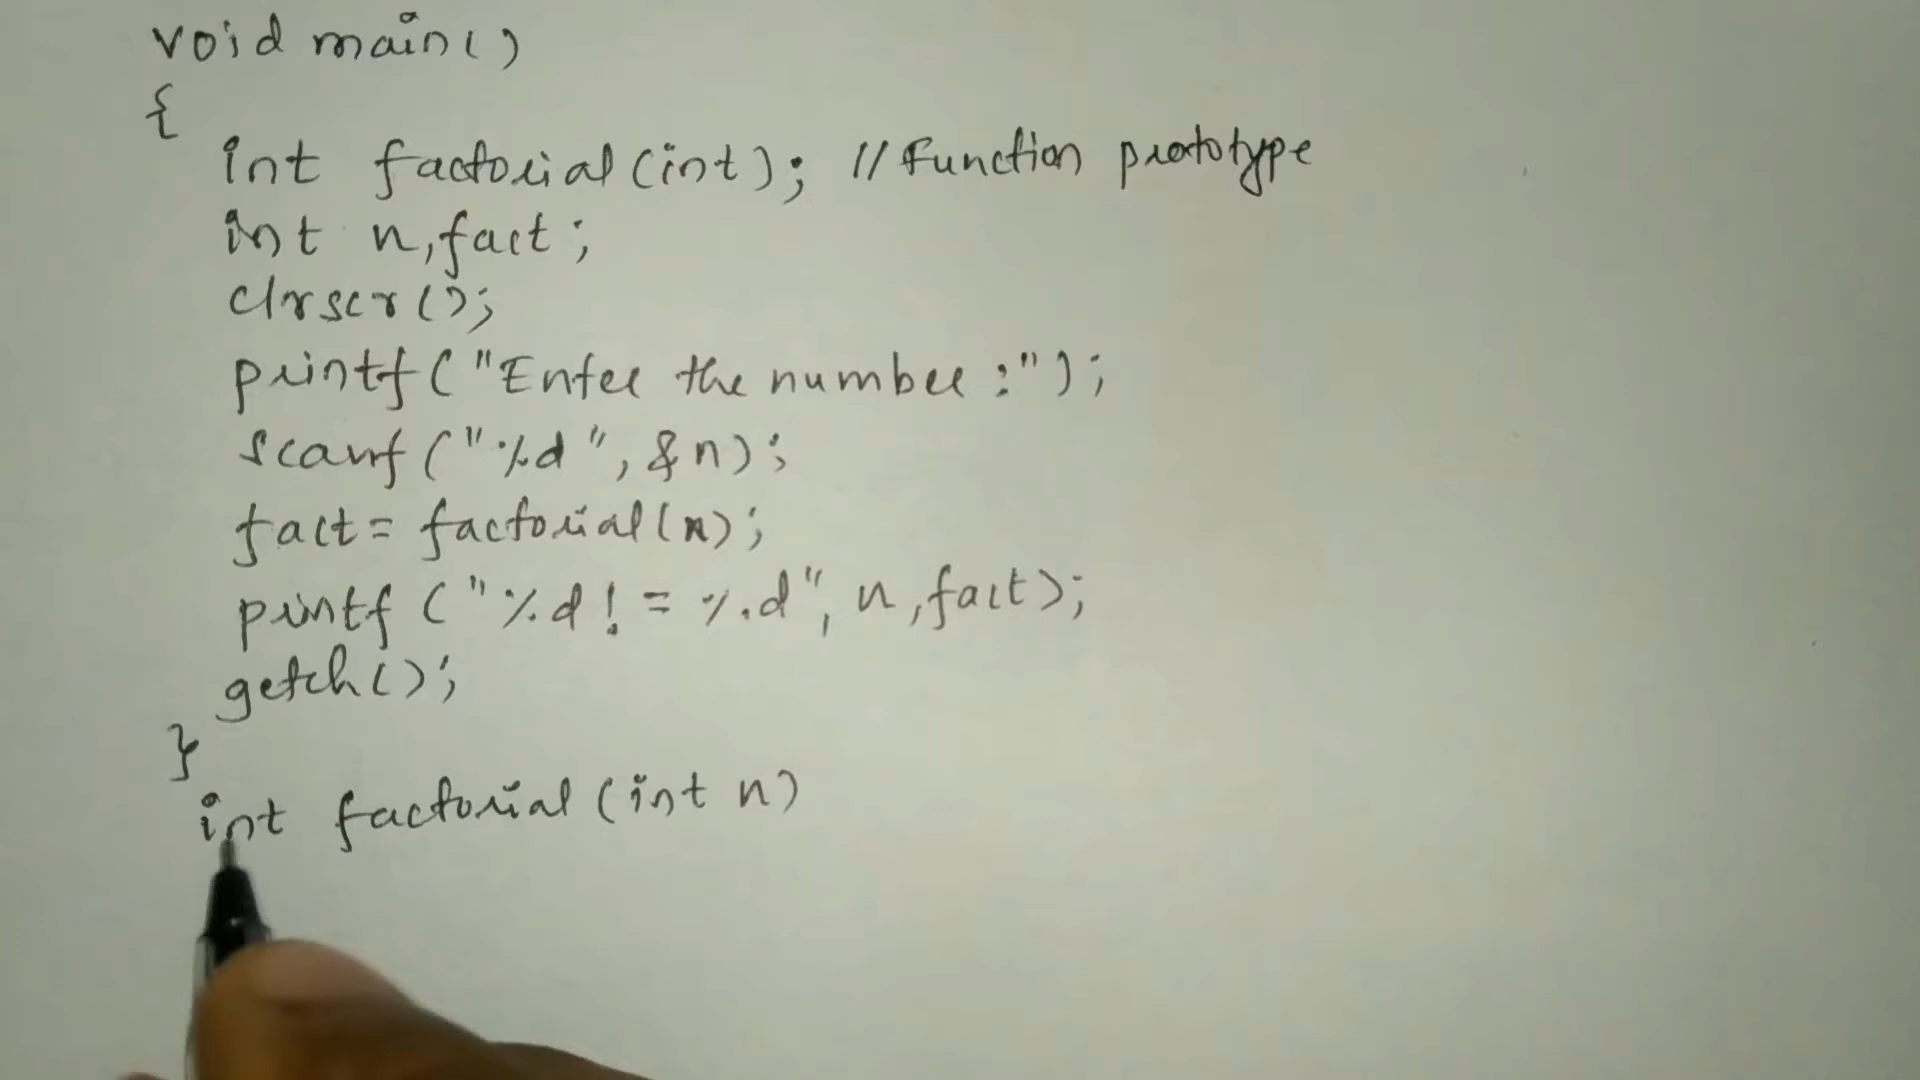 void main()
{
int factorial(int); // Function prototype
int n,fact;
clrscr();
printf("Enter the number :");
scanf("%d", &n);
fact= factorial(n);
printf ("%d! = %d", n,fact);
getch();
}
int factorial (int n)